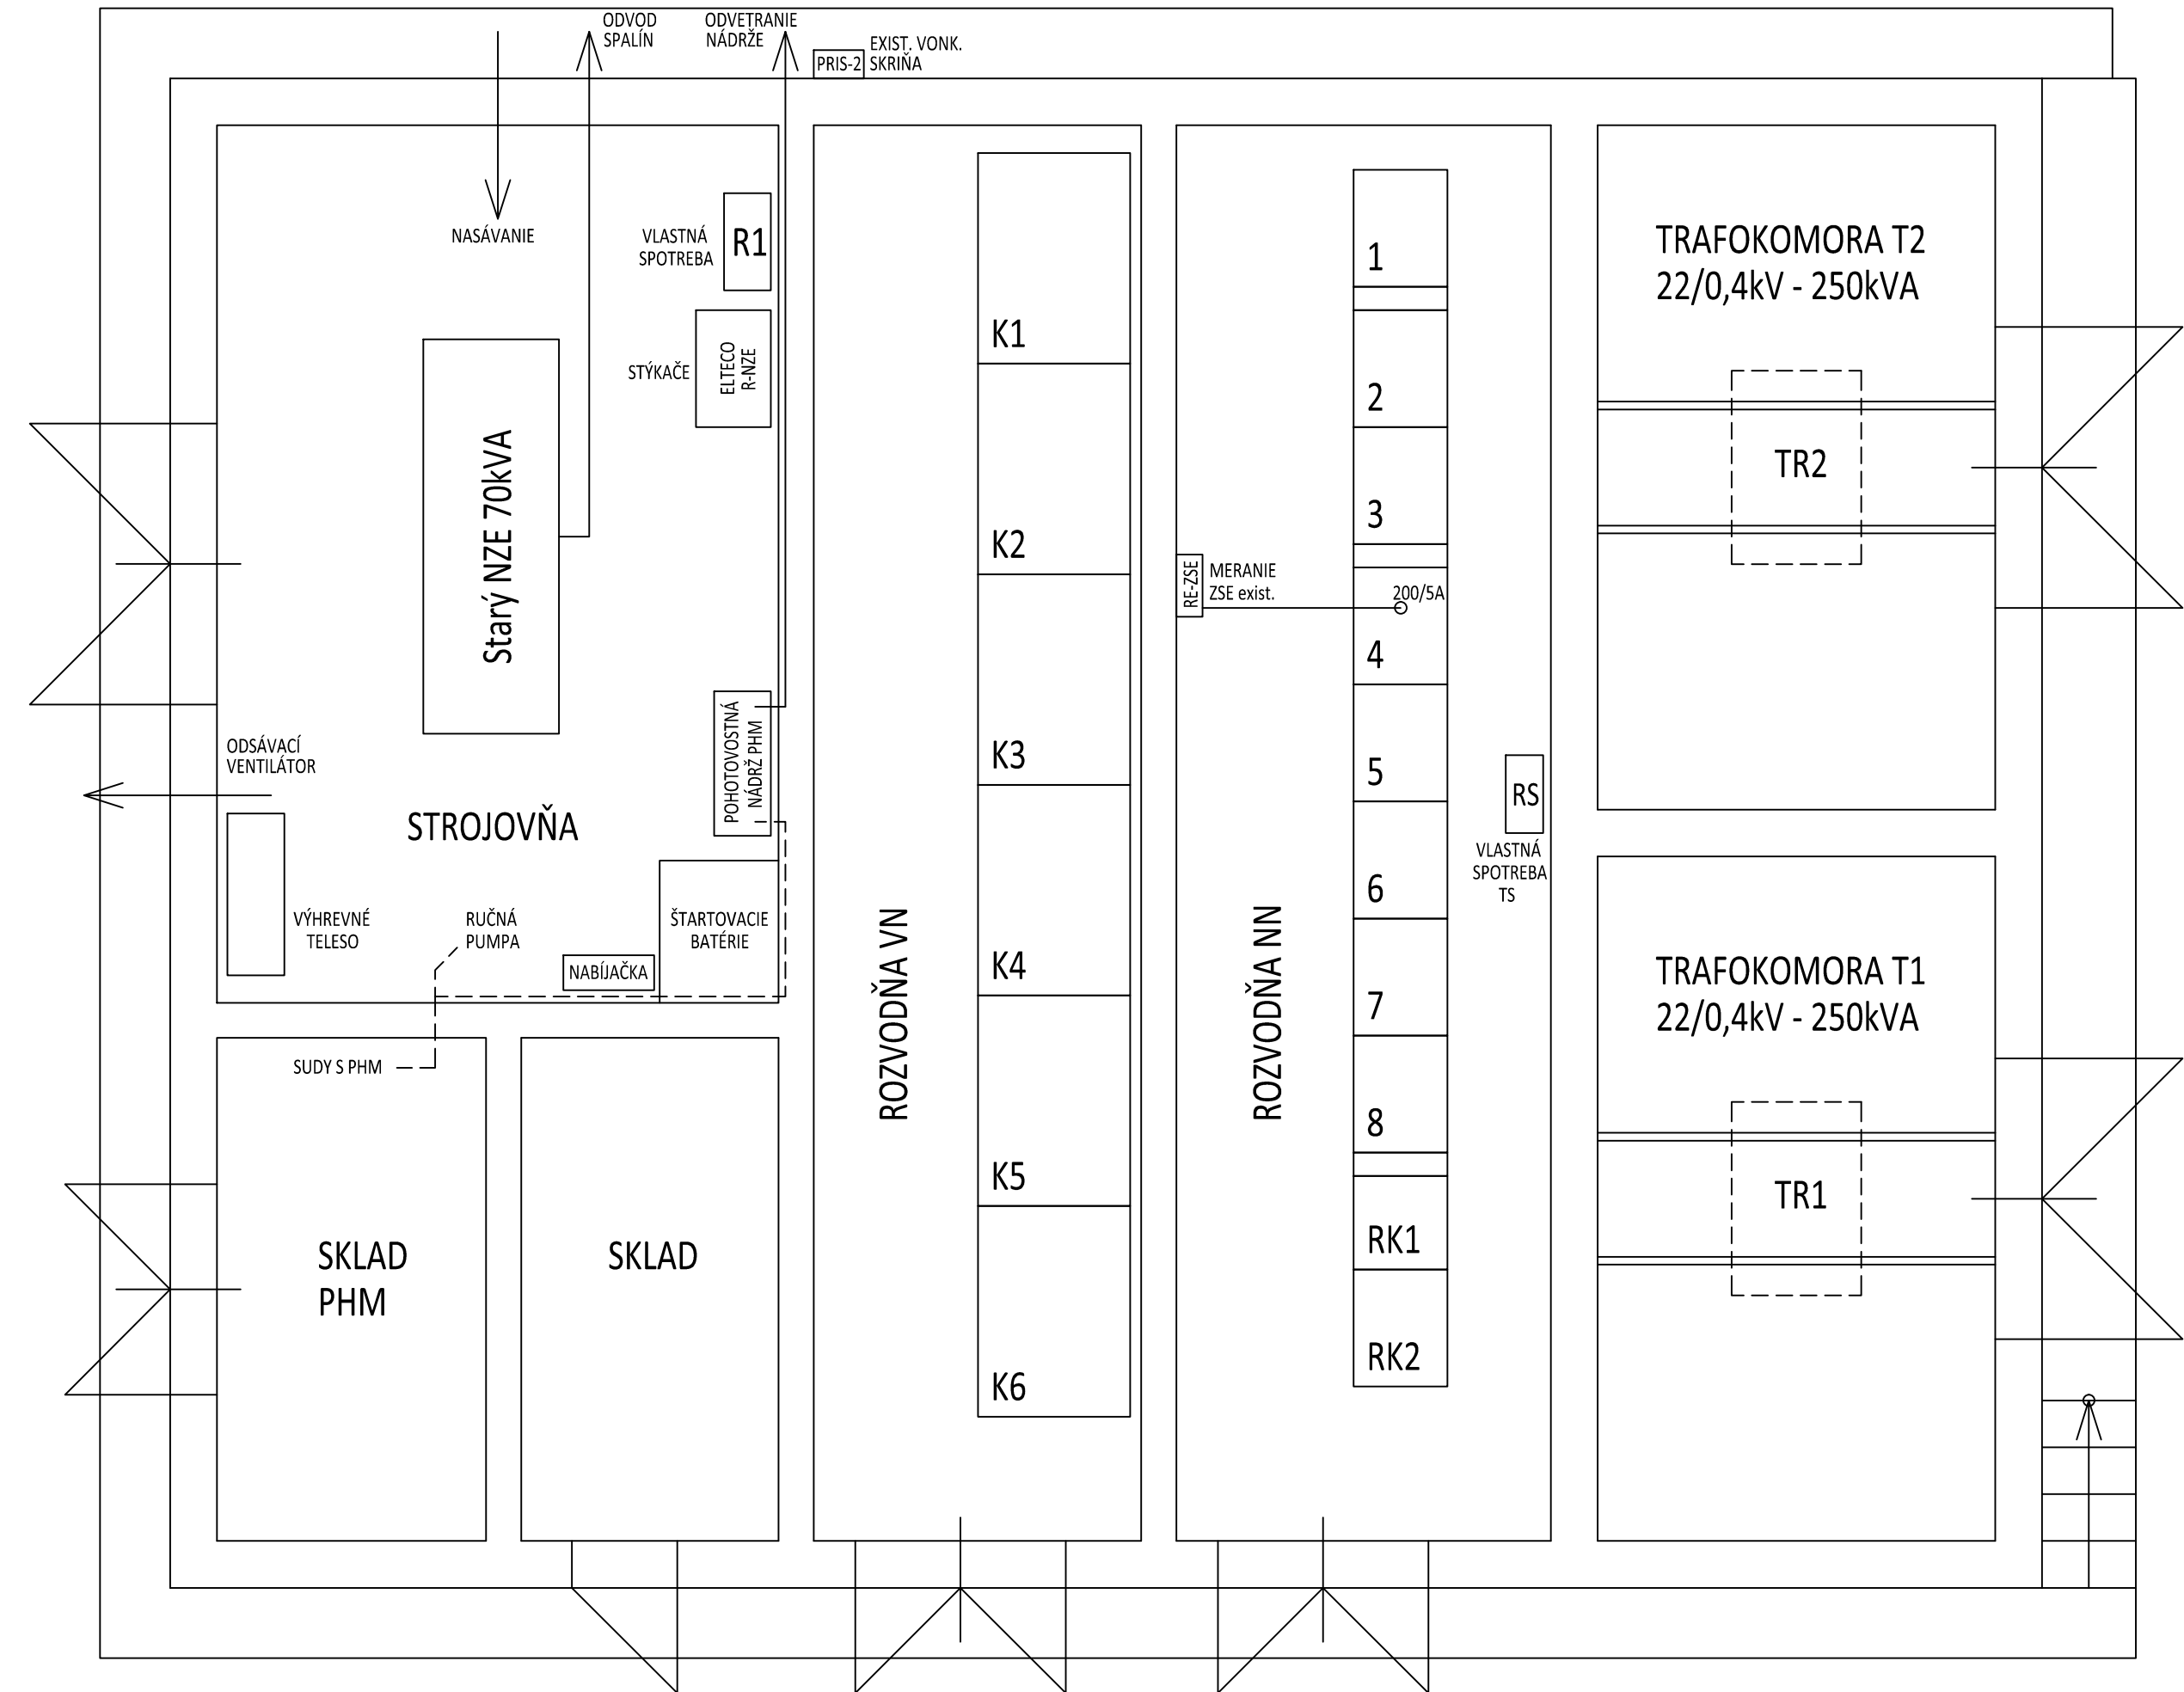 ODVOD
SPALÍN
ODVETRANIE
NÁDRŽE
PRIS-2
EXIST. VONK.
SKRIŇA
NASÁVANIE
VLASTNÁ
SPOTREBA
R1
STÝKAČE
ELTECO
R-NZE
Starý NZE 70kVA
POHOTOVOSTNÁ
NÁDRŽ PHM
ODSÁVACÍ
VENTILÁTOR
STROJOVŇA
VÝHREVNÉ
TELESO
RUČNÁ
PUMPA
NABÍJAČKA
ŠTARTOVACIE
BATÉRIE
SUDY S PHM
SKLAD
PHM
SKLAD
ROZVODŇA VN
K1
K2
K3
K4
K5
K6
ROZVODŇA NN
RE-ZSE
MERANIE
ZSE exist.
200/5A
1
2
3
4
5
6
7
8
RK1
RK2
RS
VLASTNÁ
SPOTREBA
TS
TRAFOKOMORA T2
22/0,4kV - 250kVA
TR2
TRAFOKOMORA T1
22/0,4kV - 250kVA
TR1